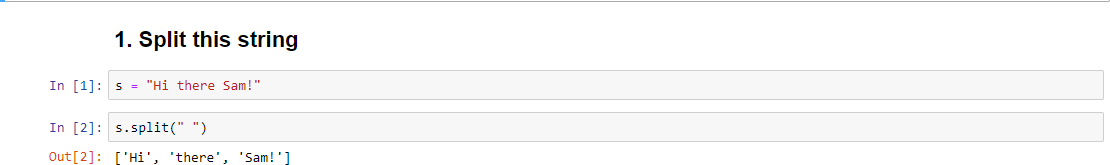 1. Split this string
In [1]: s = "Hi there Sam!"
In [2]: s.split(" ")
Out[2]: ['Hi', 'there', 'Sam!']